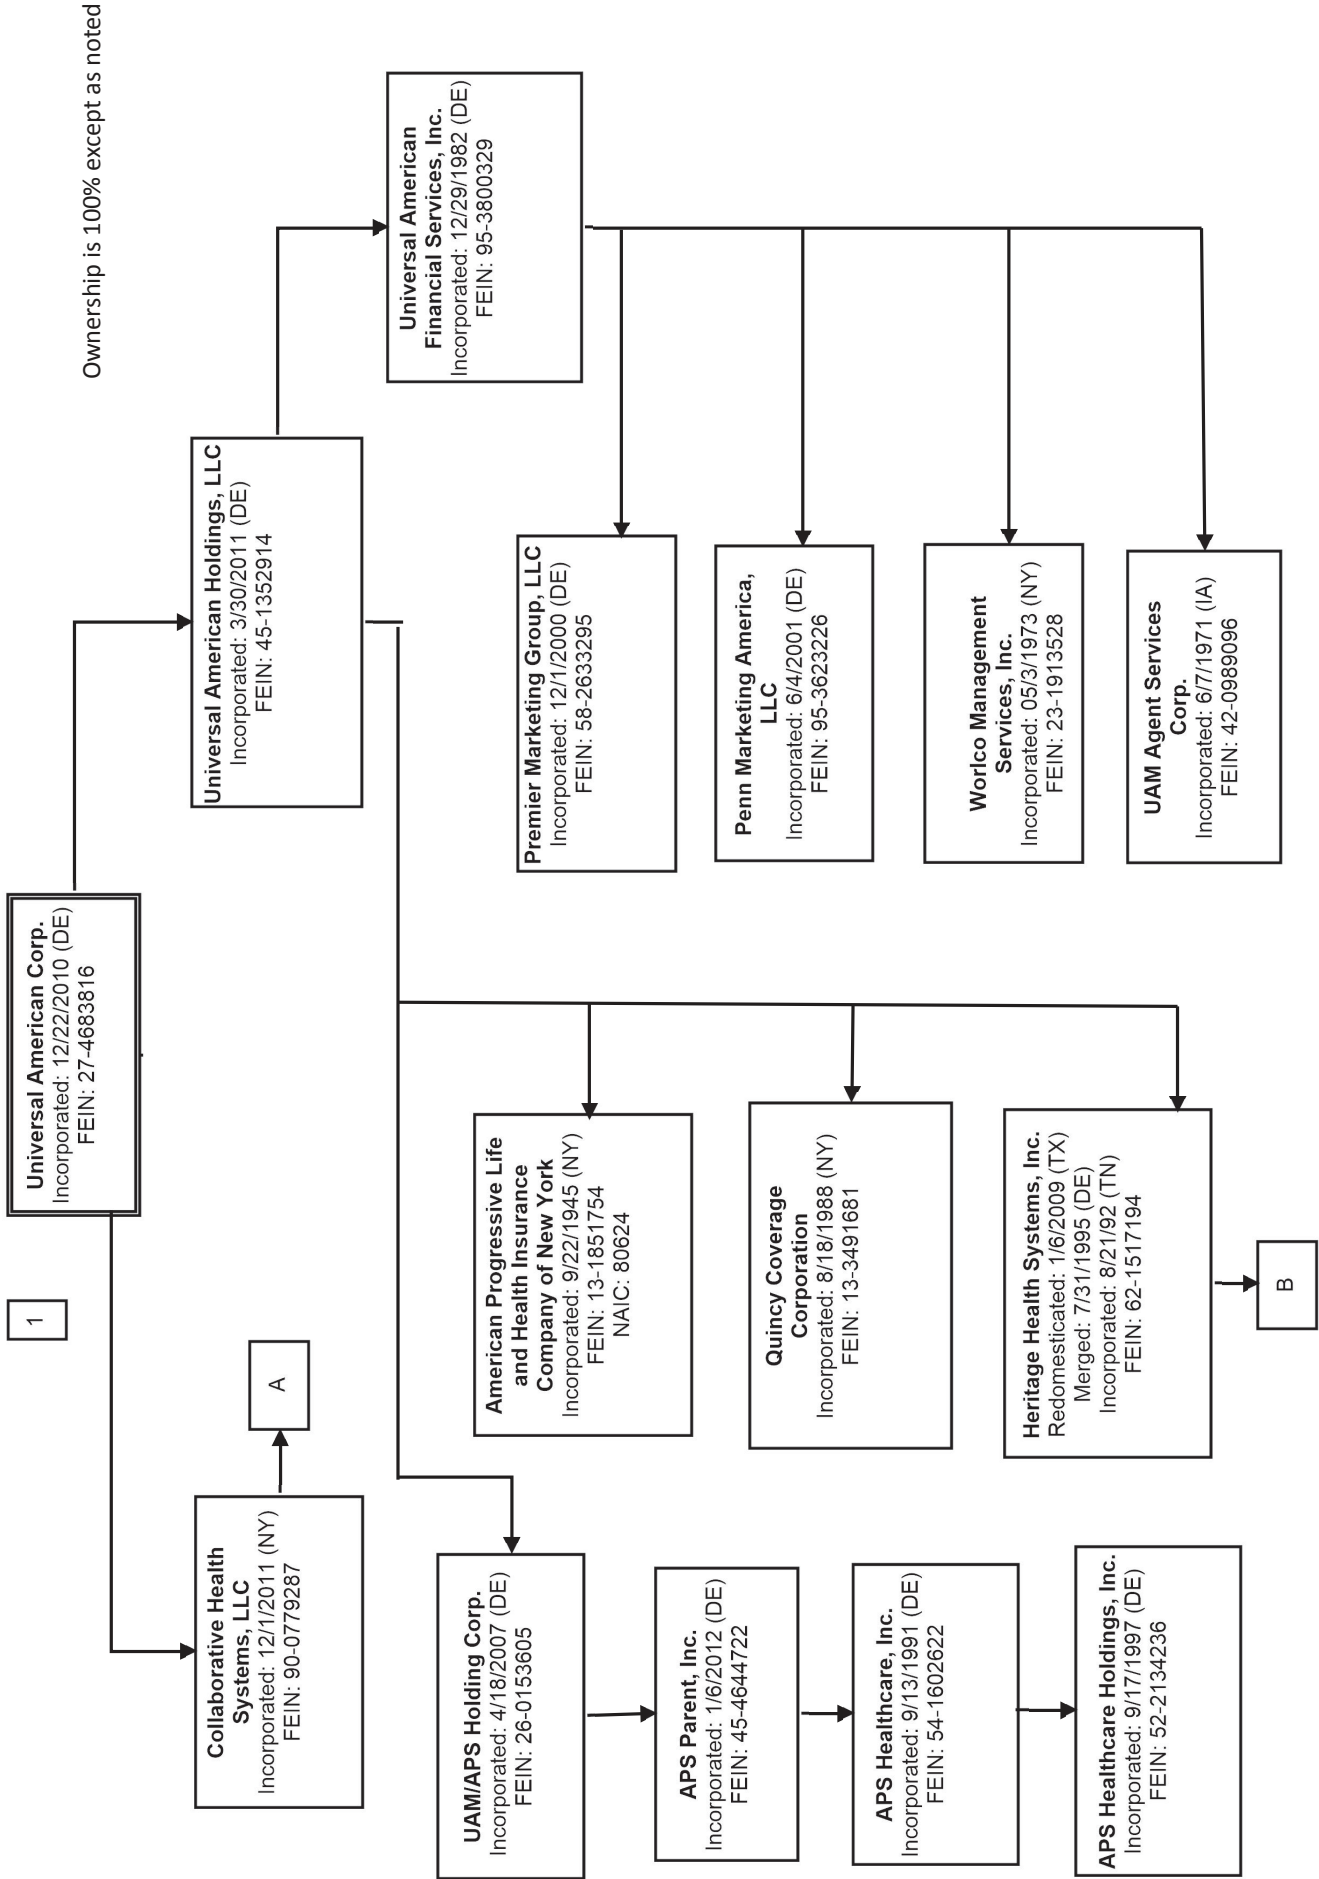 1
Ownership is 100% except as noted
Universal American Corp.
Incorporated: 12/22/2010 (DE)
FEIN: 27-4683816
Collaborative Health
Systems, LLC
Incorporated: 12/1/2011 (NY)
FEIN: 90-0779287
A
Universal American Holdings, LLC
Incorporated: 3/30/2011 (DE)
FEIN: 45-1352914
Universal American
Financial Services, Inc.
Incorporated: 12/29/1982 (DE)
FEIN: 95-3800329
UAM/APS Holding Corp.
Incorporated: 4/18/2007 (DE)
FEIN: 26-0153605
APS Parent, Inc.
Incorporated: 1/6/2012 (DE)
FEIN: 45-4644722
APS Healthcare, Inc.
Incorporated: 9/13/1991 (DE)
FEIN: 54-1602622
APS Healthcare Holdings, Inc.
Incorporated: 9/17/1997 (DE)
FEIN: 52-2134236
American Progressive Life
and Health Insurance
Company of New York
Incorporated: 9/22/1945 (NY)
FEIN: 13-1851754
NAIC: 80624
Quincy Coverage
Corporation
Incorporated: 8/18/1988 (NY)
FEIN: 13-3491681
Heritage Health Systems, Inc.
Redomesticated: 1/6/2009 (TX)
Merged: 7/31/1995 (DE)
Incorporated: 8/21/92 (TN)
FEIN: 62-1517194
B
Premier Marketing Group, LLC
Incorporated: 12/1/2000 (DE)
FEIN: 58-2633295
Penn Marketing America,
LLC
Incorporated: 6/4/2001 (DE)
FEIN: 95-3623226
Worlco Management
Services, Inc.
Incorporated: 05/3/1973 (NY)
FEIN: 23-1913528
UAM Agent Services
Corp.
Incorporated: 6/7/1971 (IA)
FEIN: 42-0989096